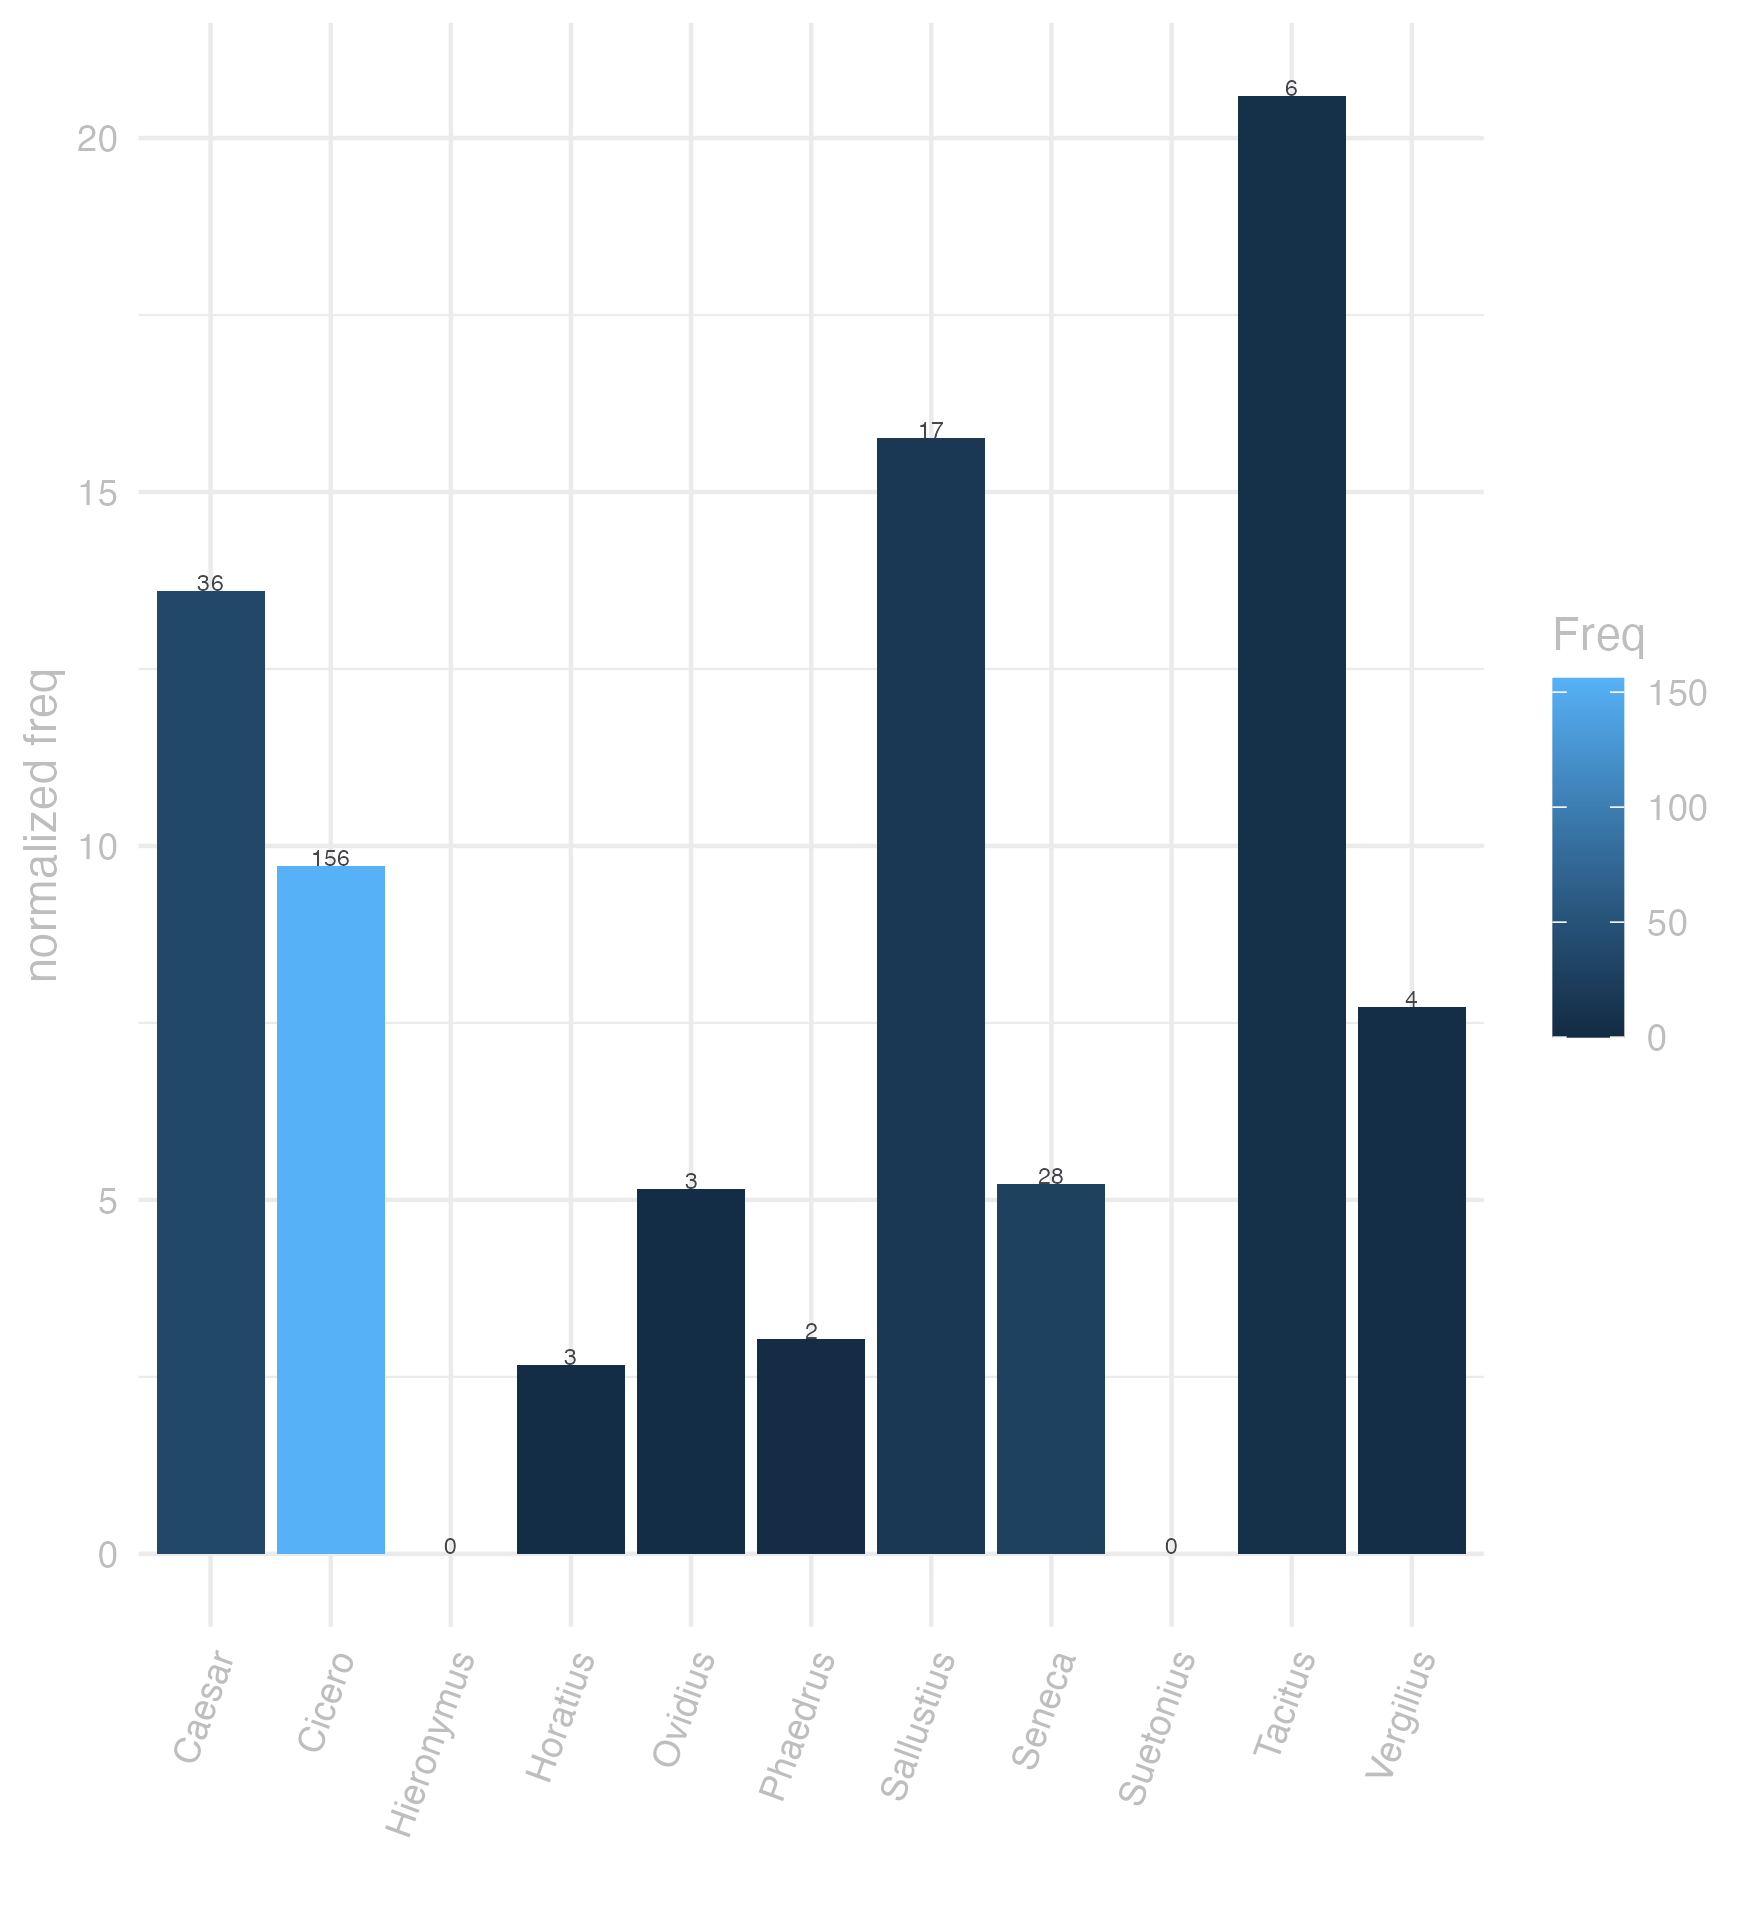 normalized freq
20
15
10
5
0
36
156
0
3
3
2
17
28
0
6
4
Caesar
Cicero
Hieronymus
Horatius
Ovidius
Phaedrus
Sallustius
Seneca
Suetonius
Tacitus
Vergilius
Freq
150
100
50
0